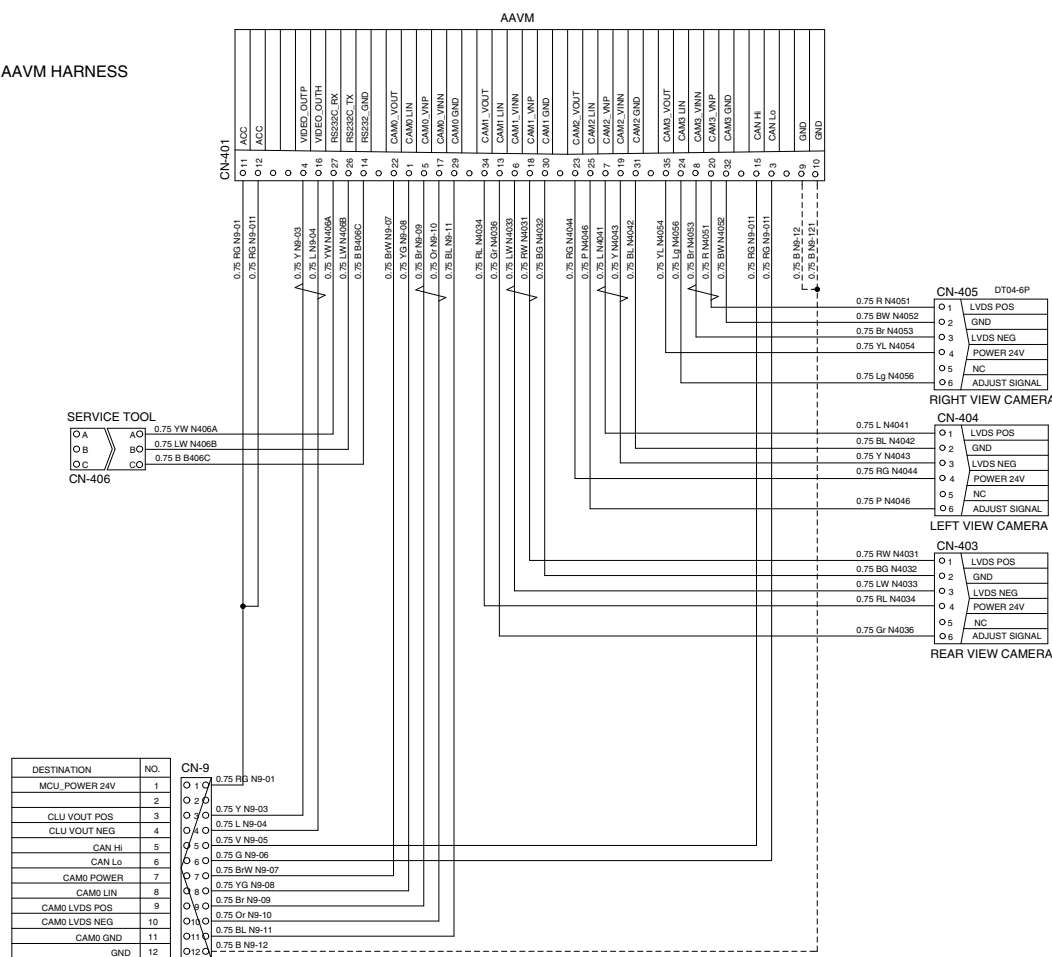 AAVM
AAVM HARNESS
CN-401
ACC
ACC
VIDEO_OUTP
VIDEO_OUTH
RS232C_RX
RS232C_TX
RS232_GND
CAM0_VOUT
CAM0 LIN
CAM0_VNP
CAM0_VINN
CAM0 GND
CAM1_VOUT
CAM1 LIN
CAM1_VINN
CAM1_VNP
CAM1 GND
CAM2_VOUT
CAM2 LIN
CAM2_VNP
CAM2_VINN
CAM2 GND
CAM3_VOUT
CAM3 LIN
CAM3_VINN
CAM3_VNP
CAM3 GND
CAN Hi
CAN Lo
GND
GND
11 12 4 16 27 26 14 22 1 5 17 29 34 13 6 18 30 23 25 7 19 31 35 24 8 20 32 15 3 9 10
0.75 RG N9-01
0.75 RG N9-011
0.75 Y N9-03
0.75 L N9-04
0.75 YW N406A
0.75 LW N406B
0.75 B B406C
0.75 BrW N9-07
0.75 YG N9-08
0.75 Br N9-09
0.75 Or N9-10
0.75 BL N9-11
0.75 RL N4034
0.75 Gr N4036
0.75 LW N4033
0.75 RW N4031
0.75 BG N4032
0.75 RG N4044
0.75 P N4046
0.75 L N4041
0.75 Y N4043
0.75 BL N4042
0.75 YL N4054
0.75 Lg N4056
0.75 Br N4053
0.75 R N4051
0.75 BW N4052
0.75 RG N9-011
0.75 RG N9-011
0.75 B N9-12
0.75 B N9-121
CN-405 DT04-6P
0.75 R N4051 1 LVDS POS
0.75 BW N4052 2 GND
0.75 Br N4053 3 LVDS NEG
0.75 YL N4054 4 POWER 24V
5 NC
0.75 Lg N4056 6 ADJUST SIGNAL
RIGHT VIEW CAMERA
CN-404
0.75 L N4041 1 LVDS POS
0.75 BL N4042 2 GND
0.75 Y N4043 3 LVDS NEG
0.75 RG N4044 4 POWER 24V
5 NC
0.75 P N4046 6 ADJUST SIGNAL
LEFT VIEW CAMERA
CN-403
0.75 RW N4031 1 LVDS POS
0.75 BG N4032 2 GND
0.75 LW N4033 3 LVDS NEG
0.75 RL N4034 4 POWER 24V
5 NC
0.75 Gr N4036 6 ADJUST SIGNAL
REAR VIEW CAMERA
SERVICE TOOL
A A 0.75 YW N406A
B B 0.75 LW N406B
C C 0.75 B B406C
CN-406
DESTINATION NO. CN-9
MCU_POWER 24V 1 1 0.75 RG N9-01
2 2
CLU VOUT POS 3 3 0.75 Y N9-03
CLU VOUT NEG 4 4 0.75 L N9-04
CAN Hi 5 5 0.75 V N9-05
CAN Lo 6 6 0.75 G N9-06
CAM0 POWER 7 7 0.75 BrW N9-07
CAM0 LIN 8 8 0.75 YG N9-08
CAM0 LVDS POS 9 9 0.75 Br N9-09
CAM0 LVDS NEG 10 10 0.75 Or N9-10
CAM0 GND 11 11 0.75 BL N9-11
GND 12 12 0.75 B N9-12